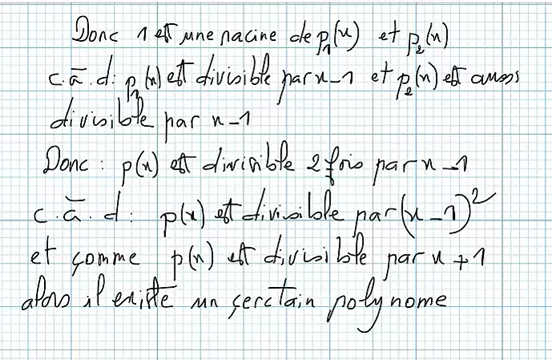 Donc 1 est une racine de p₁(x) et p₂(x)
c.ā.d: p₁(x) est divisible par x-1 et p₂(x) est auss
divisible par x-1
Donc : p(x) est divisible 2 fois par x-1
c.ā.d: p(x) est divisible par (x-1)²
et comme p(x) est divisible par x+1
alors il existe un certain polynome